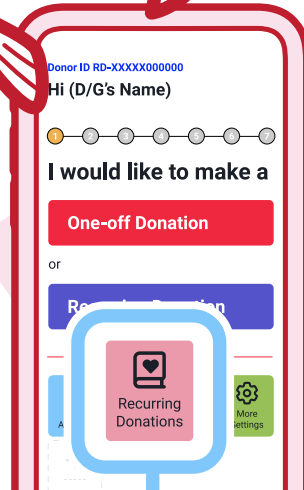 Donor ID RD-XXXXX000000
Hi (D/G's Name)
1 2 3 4 5 6 7
I would like to make a
One-off Donation
or
Recurring Donations
More